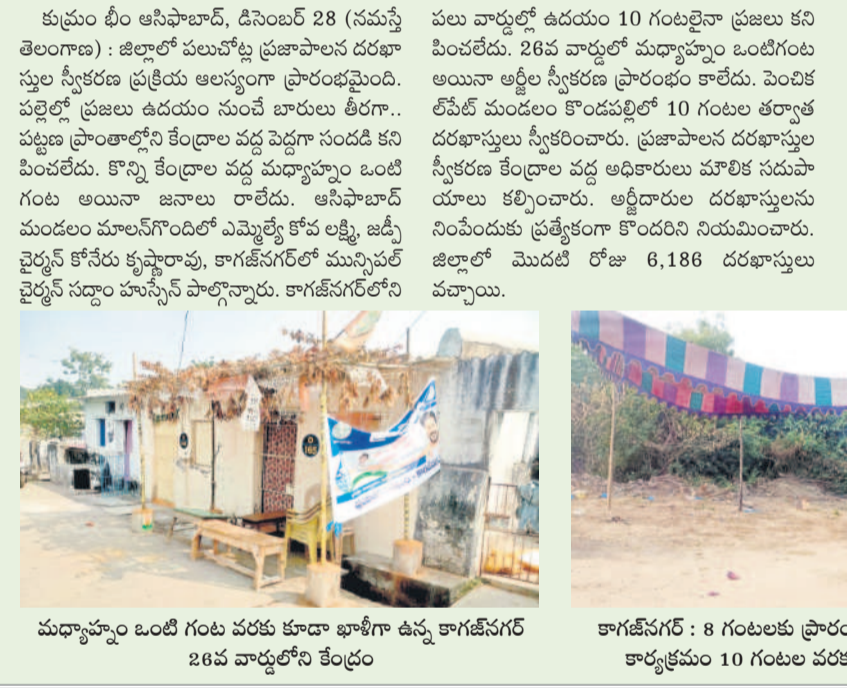 కుమ్రం భీం ఆసిఫాబాద్, డిసెంబర్ 28 (నమస్తే
తెలంగాణ) : జిల్లాలో పలుచోట్ల ప్రజాపాలన దరఖా
స్తుల స్వీకరణ ప్రక్రియ ఆలస్యంగా ప్రారంభమైంది.
పల్లెల్లో ప్రజలు ఉదయం నుంచే బారులు తీరగా..
పట్టణ ప్రాంతాల్లోని కేంద్రాల వద్ద పెద్దగా సందడి కని
పించలేదు. కొన్ని కేంద్రాల వద్ద మధ్యాహ్నం ఒంటి
గంట అయినా జనాలు రాలేదు. ఆసిఫాబాద్
మండలం మాలన్‌గొందిలో ఎమ్మెల్యే కోవ లక్ష్మి, జడ్పీ
చైర్మన్ కోనేరు కృష్ణారావు, కాగజ్‌నగర్‌లో మున్సిపల్
చైర్మన్ సద్దాం హుస్సేన్ పాల్గొన్నారు. కాగజ్‌నగర్‌లోని
పలు వార్డుల్లో ఉదయం 10 గంటలైనా ప్రజలు కని
పించలేదు. 26వ వార్డులో మధ్యాహ్నం ఒంటిగంట
అయినా అర్జీల స్వీకరణ ప్రారంభం కాలేదు. పెంచిక
ల్‌పేట్ మండలం కొండపల్లిలో 10 గంటల తర్వాత
దరఖాస్తులు స్వీకరించారు. ప్రజాపాలన దరఖాస్తుల
స్వీకరణ కేంద్రాల వద్ద అధికారులు మౌలిక సదుపా
యాలు కల్పించారు. అర్జీదారుల దరఖాస్తులను
నింపేందుకు ప్రత్యేకంగా కొందరిని నియమించారు.
జిల్లాలో మొదటి రోజు 6,186 దరఖాస్తులు
వచ్చాయి.
మధ్యాహ్నం ఒంటి గంట వరకు కూడా ఖాళీగా ఉన్న కాగజ్‌నగర్
26వ వార్డులోని కేంద్రం
కాగజ్‌నగర్ : 8 గంటలకు ప్రారం
కార్యక్రమం 10 గంటల వరక